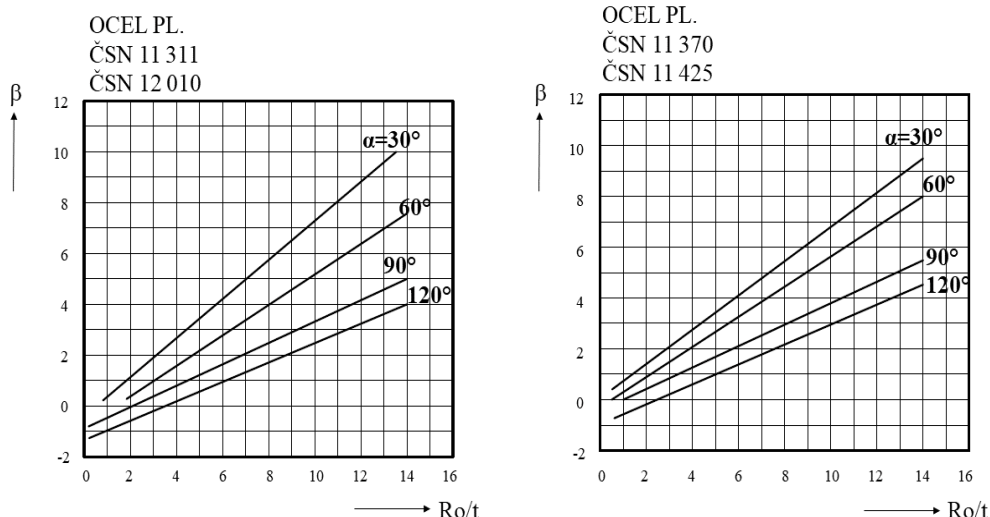 OCEL PL.
ČSN 11 311
ČSN 12 010
β
12
10
8
6
4
2
0
-2
α=30°
60°
90°
120°
0 2 4 6 8 10 12 14 16
Ro/t
OCEL PL.
ČSN 11 370
ČSN 11 425
β
12
10
8
6
4
2
0
-2
α=30°
60°
90°
120°
0 2 4 6 8 10 12 14 16
Ro/t